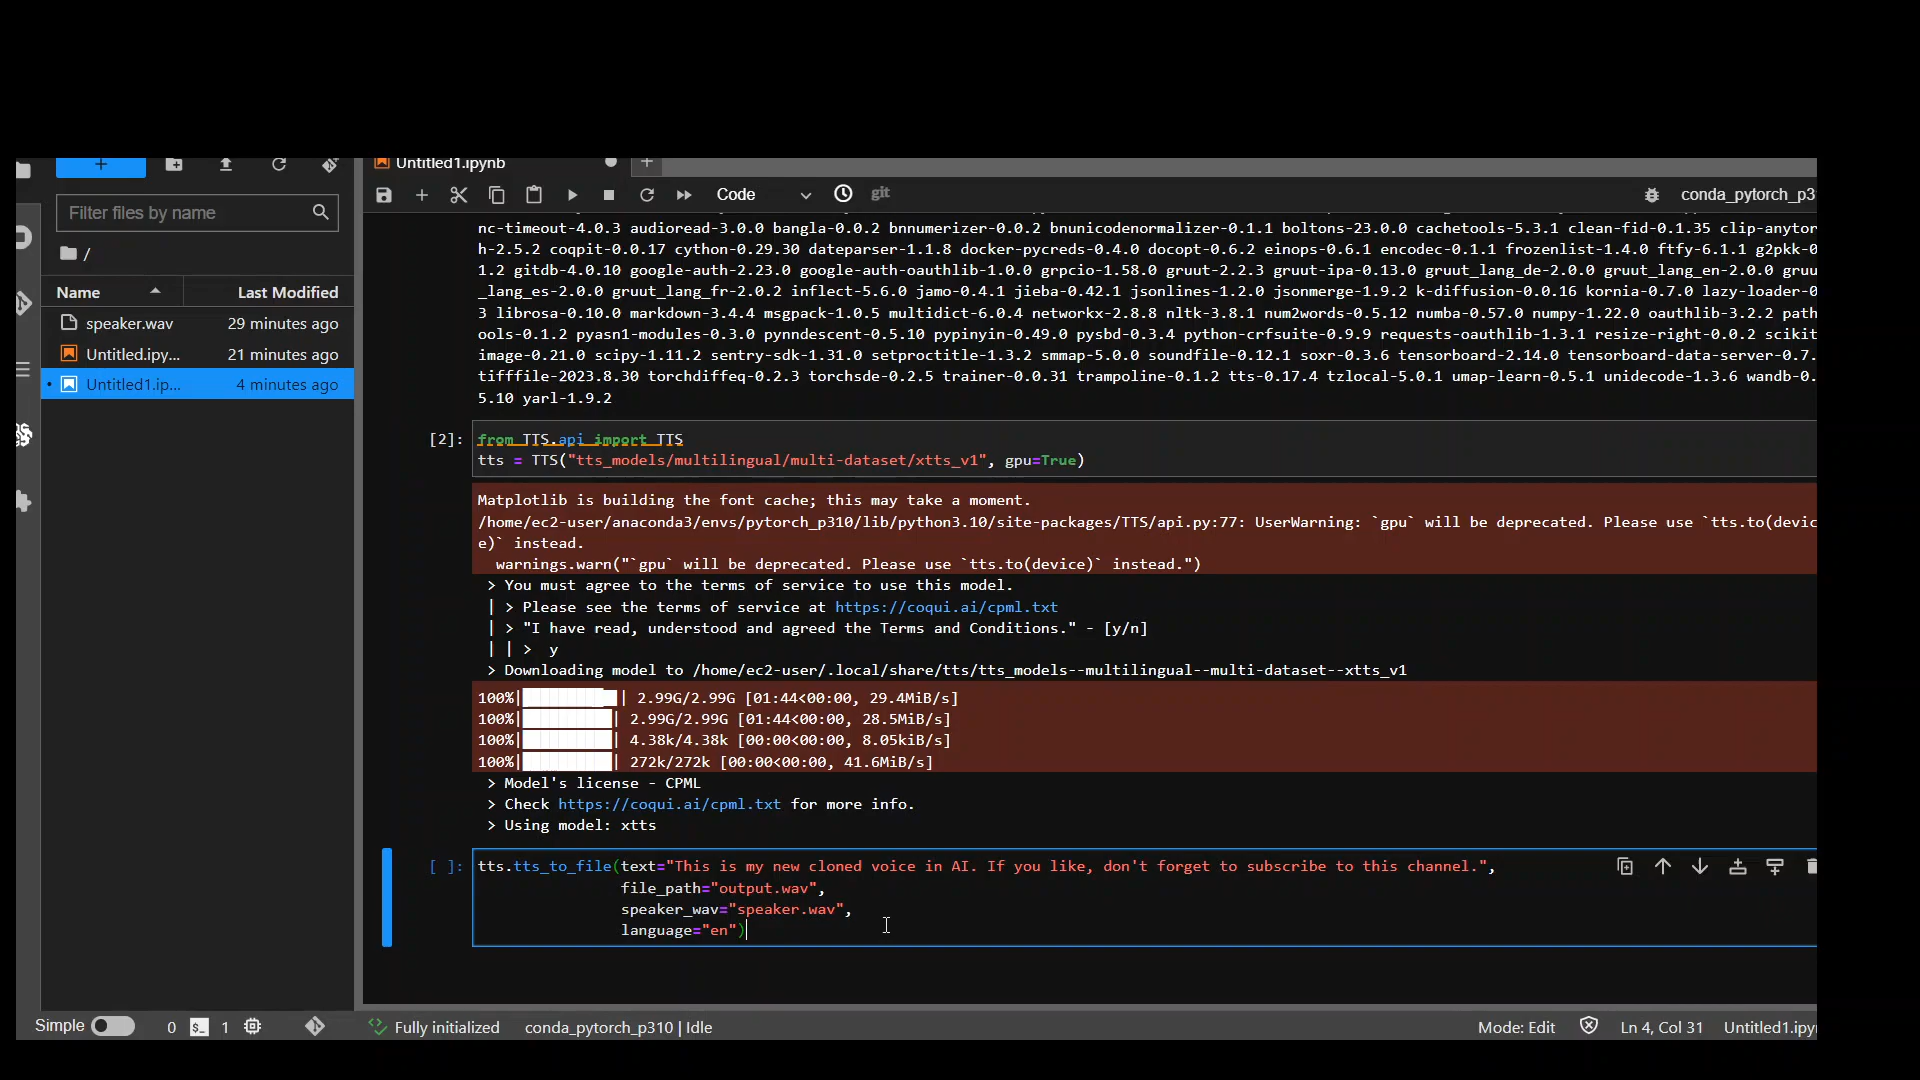 Untitled1.ipynb
Code
git
conda_pytorch_p3
Filter files by name
/
Name Last Modified
speaker.wav 29 minutes ago
Untitled.ipy... 21 minutes ago
Untitled1.ip... 4 minutes ago
nc-timeout-4.0.3 audioread-3.0.0 bangla-0.0.2 bnnumerizer-0.0.2 bnunicodenormalizer-0.1.1 boltons-23.0.0 cachetools-5.3.1 clean-fid-0.1.35 clip-anytor
h-2.5.2 coqpit-0.0.17 cython-0.29.30 dateparser-1.1.8 docker-pycreds-0.4.0 docopt-0.6.2 einops-0.6.1 encodec-0.1.1 frozenlist-1.4.0 ftfy-6.1.1 g2pkk-0
1.2 gitdb-4.0.10 google-auth-2.23.0 google-auth-oauthlib-1.0.0 grpcio-1.58.0 gruut-2.2.3 gruut-ipa-0.13.0 gruut_lang_de-2.0.0 gruut_lang_en-2.0.0 gruu
_lang_es-2.0.0 gruut_lang_fr-2.0.2 inflect-5.6.0 jamo-0.4.1 jieba-0.42.1 jsonlines-1.2.0 jsonmerge-1.9.2 k-diffusion-0.0.16 kornia-0.7.0 lazy-loader-0
3 librosa-0.10.0 markdown-3.4.4 msgpack-1.0.5 multidict-6.0.4 networkx-2.8.8 nltk-3.8.1 num2words-0.5.12 numba-0.57.0 numpy-1.22.0 oauthlib-3.2.2 path
ools-0.1.2 pyasn1-modules-0.3.0 pynndescent-0.5.10 pypinyin-0.49.0 pysbd-0.3.4 python-crfsuite-0.9.9 requests-oauthlib-1.3.1 resize-right-0.0.2 scikit
image-0.21.0 scipy-1.11.2 sentry-sdk-1.31.0 setproctitle-1.3.2 smmap-5.0.0 soundfile-0.12.1 soxr-0.3.6 tensorboard-2.14.0 tensorboard-data-server-0.7.
tifffile-2023.8.30 torchdiffeq-0.2.3 torchsde-0.2.5 trainer-0.0.31 trampoline-0.1.2 tts-0.17.4 tzlocal-5.0.1 umap-learn-0.5.1 unidecode-1.3.6 wandb-0.
5.10 yarl-1.9.2
[2]: from TTS.api import TTS
tts = TTS("tts_models/multilingual/multi-dataset/xtts_v1", gpu=True)
Matplotlib is building the font cache; this may take a moment.
/home/ec2-user/anaconda3/envs/pytorch_p310/lib/python3.10/site-packages/TTS/api.py:77: UserWarning: `gpu` will be deprecated. Please use `tts.to(devic
e)` instead.
warnings.warn("`gpu` will be deprecated. Please use `tts.to(device)` instead.")
> You must agree to the terms of service to use this model.
| > Please see the terms of service at https://coqui.ai/cpml.txt
| > "I have read, understood and agreed the Terms and Conditions." - [y/n]
| | > y
> Downloading model to /home/ec2-user/.local/share/tts/tts_models--multilingual--multi-dataset--xtts_v1
100%|██████████| 2.99G/2.99G [01:44<00:00, 29.4MiB/s]
100%|██████████| 2.99G/2.99G [01:44<00:00, 28.5MiB/s]
100%|██████████| 4.38k/4.38k [00:00<00:00, 8.05kiB/s]
100%|██████████| 272k/272k [00:00<00:00, 41.6MiB/s]
> Model's license - CPML
> Check https://coqui.ai/cpml.txt for more info.
> Using model: xtts
[ ]: tts.tts_to_file(text="This is my new cloned voice in AI. If you like, don't forget to subscribe to this channel.",
file_path="output.wav",
speaker_wav="speaker.wav",
language="en")
Simple 0 $_ 1 Fully initialized conda_pytorch_p310 | Idle Mode: Edit Ln 4, Col 31 Untitled1.ipy